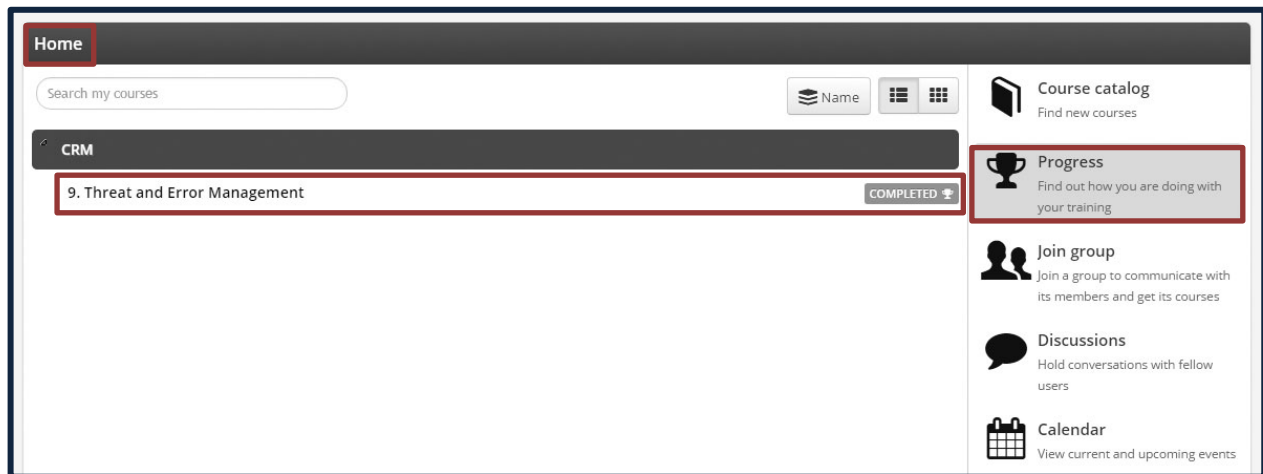 Home
Search my courses
Name
CRM
9. Threat and Error Management
COMPLETED
Course catalog
Find new courses
Progress
Find out how you are doing with
your training
Join group
Join a group to communicate with
its members and get its courses
Discussions
Hold conversations with fellow
users
Calendar
View current and upcoming events